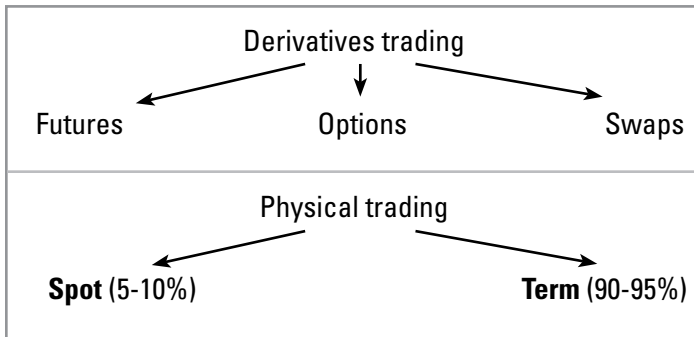 Derivatives trading
Futures Options Swaps
Physical trading
Spot (5-10%) Term (90-95%)